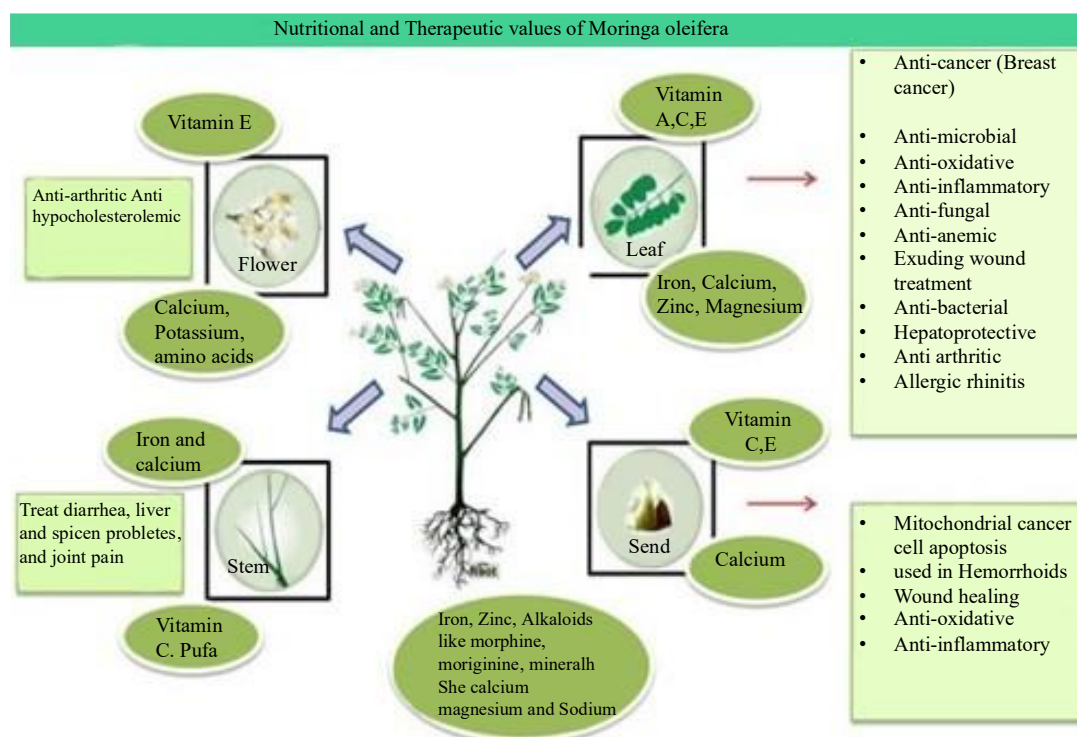 Nutritional and Therapeutic values of Moringa oleifera
Vitamin E
Anti-arthritic Anti
hypocholesterolemic
Flower
Calcium,
Potassium,
amino acids
Vitamin
A,C,E
Leaf
Iron, Calcium,
Zinc, Magnesium
• Anti-cancer (Breast
cancer)
• Anti-microbial
• Anti-oxidative
• Anti-inflammatory
• Anti-fungal
• Anti-anemic
• Exuding wound
treatment
• Anti-bacterial
• Hepatoprotective
• Anti arthritic
• Allergic rhinitis
Iron and
calcium
Treat diarrhea, liver
and spicen probletes,
and joint pain
Stem
Vitamin
C. Pufa
Root
Iron, Zinc, Alkaloids
like morphine,
moriginine, mineralh
She calcium
magnesium and Sodium
Vitamin
C,E
Send
Calcium
• Mitochondrial cancer
cell apoptosis
• used in Hemorrhoids
• Wound healing
• Anti-oxidative
• Anti-inflammatory